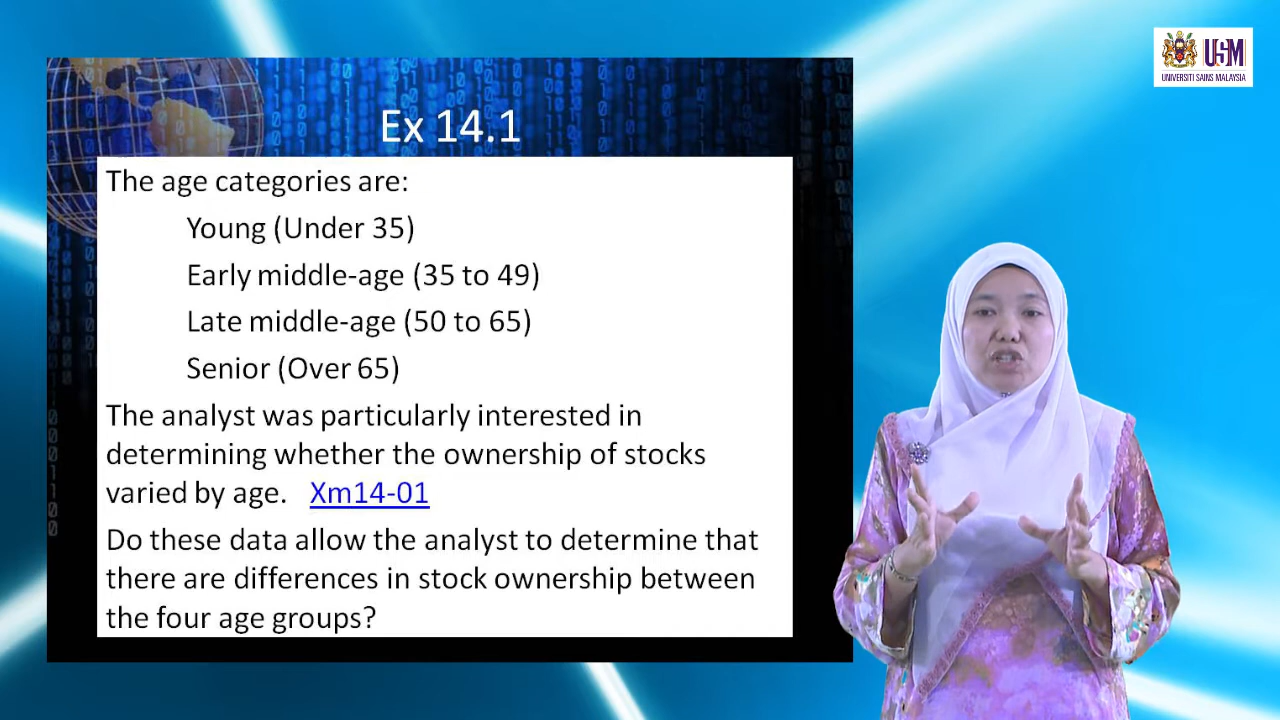 USM
UNIVERSITI SAINS MALAYSIA
Ex 14.1
The age categories are:
Young (Under 35)
Early middle-age (35 to 49)
Late middle-age (50 to 65)
Senior (Over 65)
The analyst was particularly interested in
determining whether the ownership of stocks
varied by age. Xm14-01
Do these data allow the analyst to determine that
there are differences in stock ownership between
the four age groups?